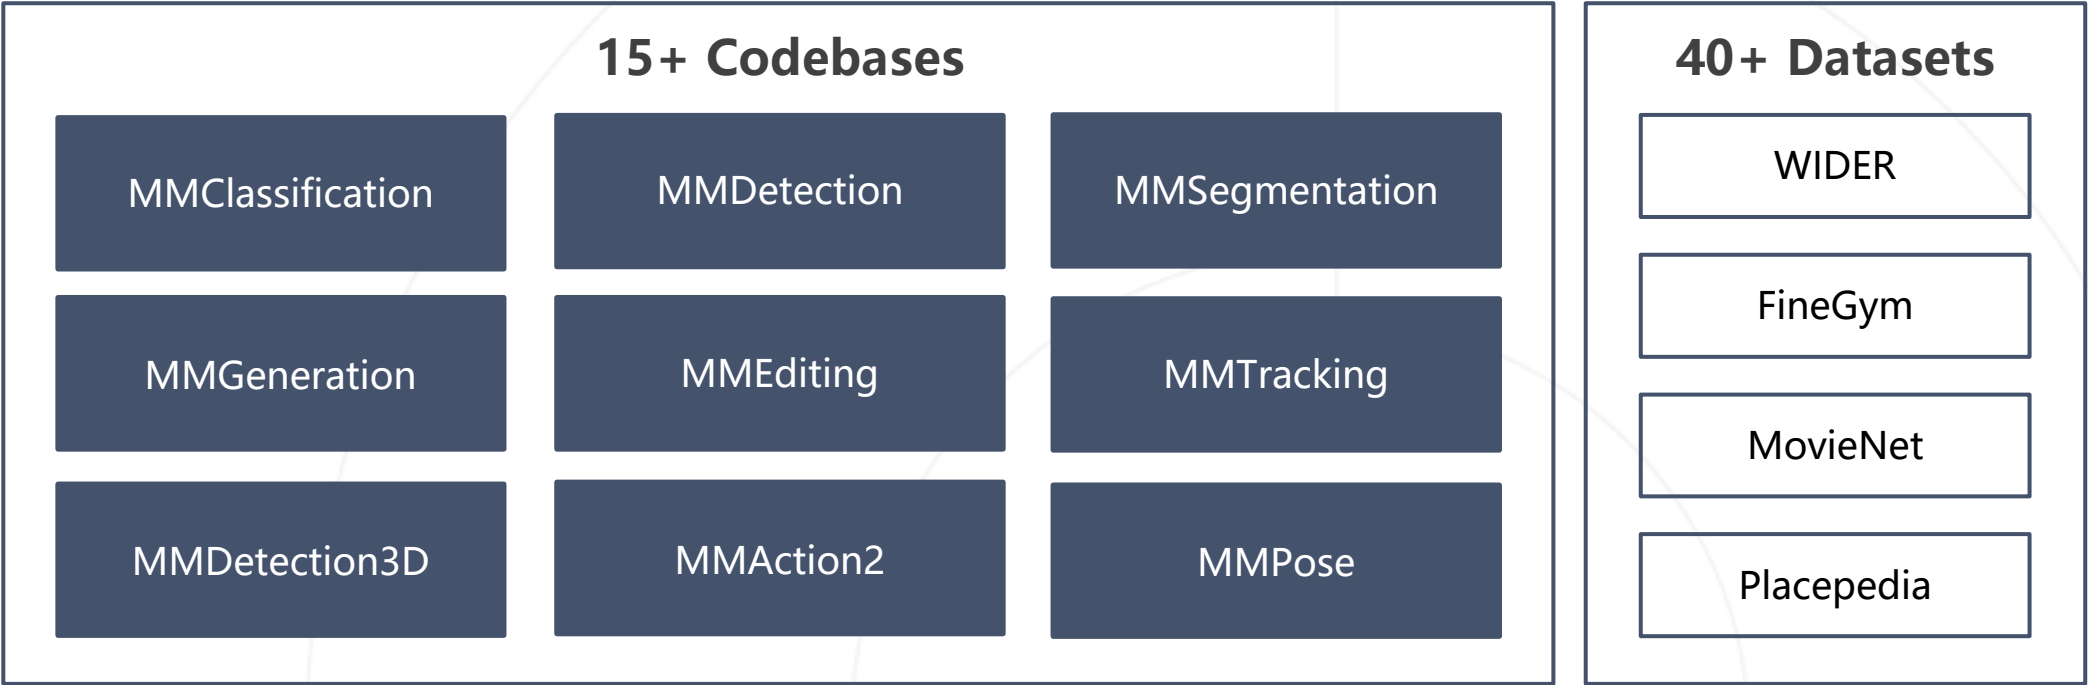 15+ Codebases
MMClassification
MMDetection
MMSegmentation
MMGeneration
MMEditing
MMTracking
MMDetection3D
MMAction2
MMPose
40+ Datasets
WIDER
FineGym
MovieNet
Placepedia